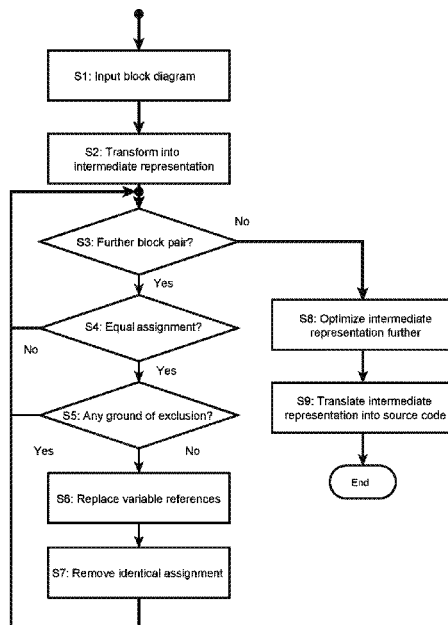 S1: Input block diagram
S2: Transform into
intermediate representation
S3: Further block pair?
No
Yes
S4: Equal assignment?
No
Yes
S5: Any ground of exclusion?
Yes
No
S6: Replace variable references
S7: Remove identical assignment
S8: Optimize intermediate
representation further
S9: Translate intermediate
representation into source code
End